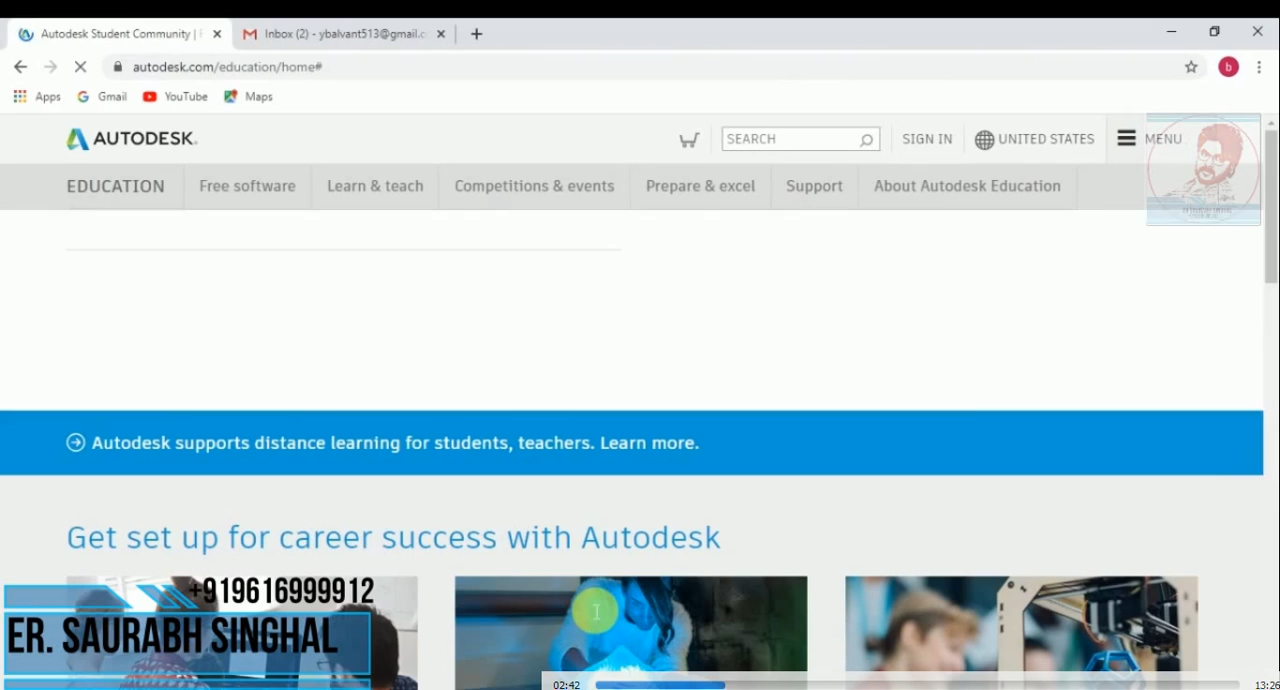 Autodesk Student Community | F
Inbox (2) - ybalvant513@gmail.c
autodesk.com/education/home#
b
Apps
Gmail
YouTube
Maps
AUTODESK.
SEARCH
SIGN IN
UNITED STATES
MENU
EDUCATION
Free software
Learn & teach
Competitions & events
Prepare & excel
Support
About Autodesk Education
ER SAURABH SINGHAL
Autodesk supports distance learning for students, teachers. Learn more.
Get set up for career success with Autodesk
+919616999912
ER. SAURABH SINGHAL
02:42
13:26